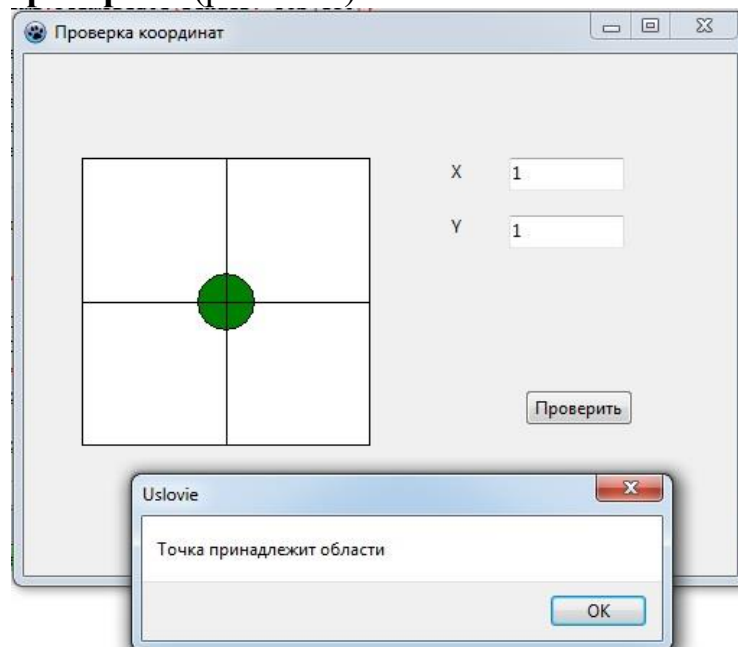 Проверка координат
X 1
Y 1
Проверить
Uslovie
Точка принадлежит области
OK